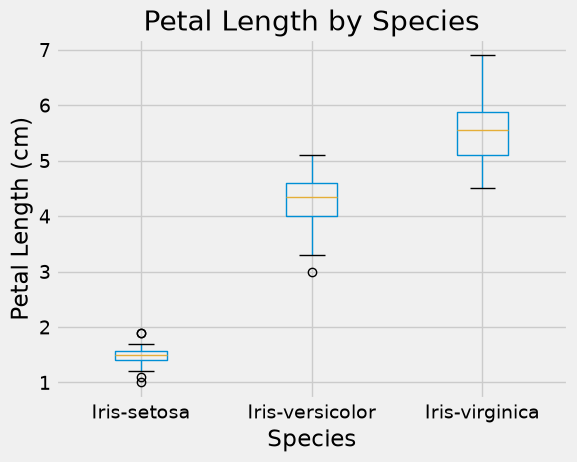 Petal Length by Species
Petal Length (cm)
7
6
5
4
3
2
1
Iris-setosa Iris-versicolor Iris-virginica
Species